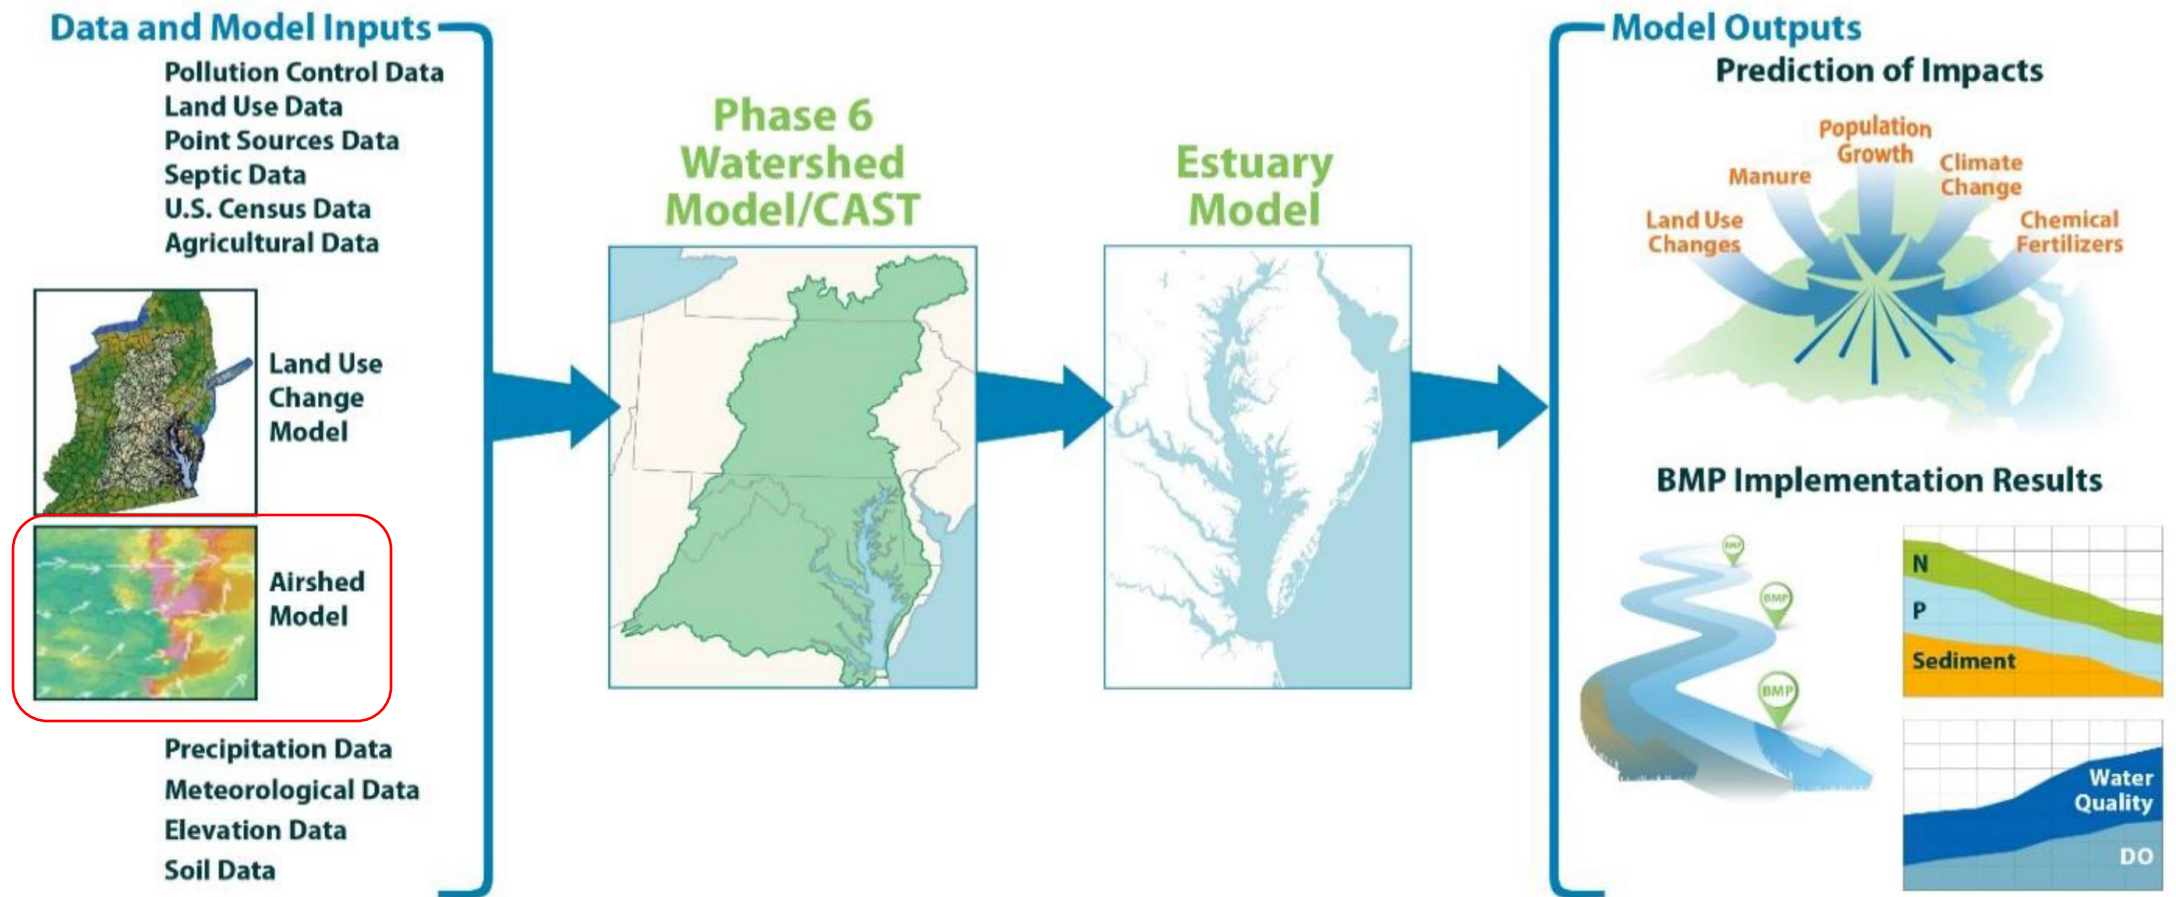 Data and Model Inputs
Pollution Control Data
Land Use Data
Point Sources Data
Septic Data
U.S. Census Data
Agricultural Data
Land Use
Change
Model
Airshed
Model
Precipitation Data
Meteorological Data
Elevation Data
Soil Data
Phase 6
Watershed
Model/CAST
Estuary
Model
Model Outputs
Prediction of Impacts
Population
Growth
Manure
Climate
Change
Land Use
Changes
Chemical
Fertilizers
BMP Implementation Results
BMP
BMP
BMP
N
P
Sediment
Water
Quality
DO